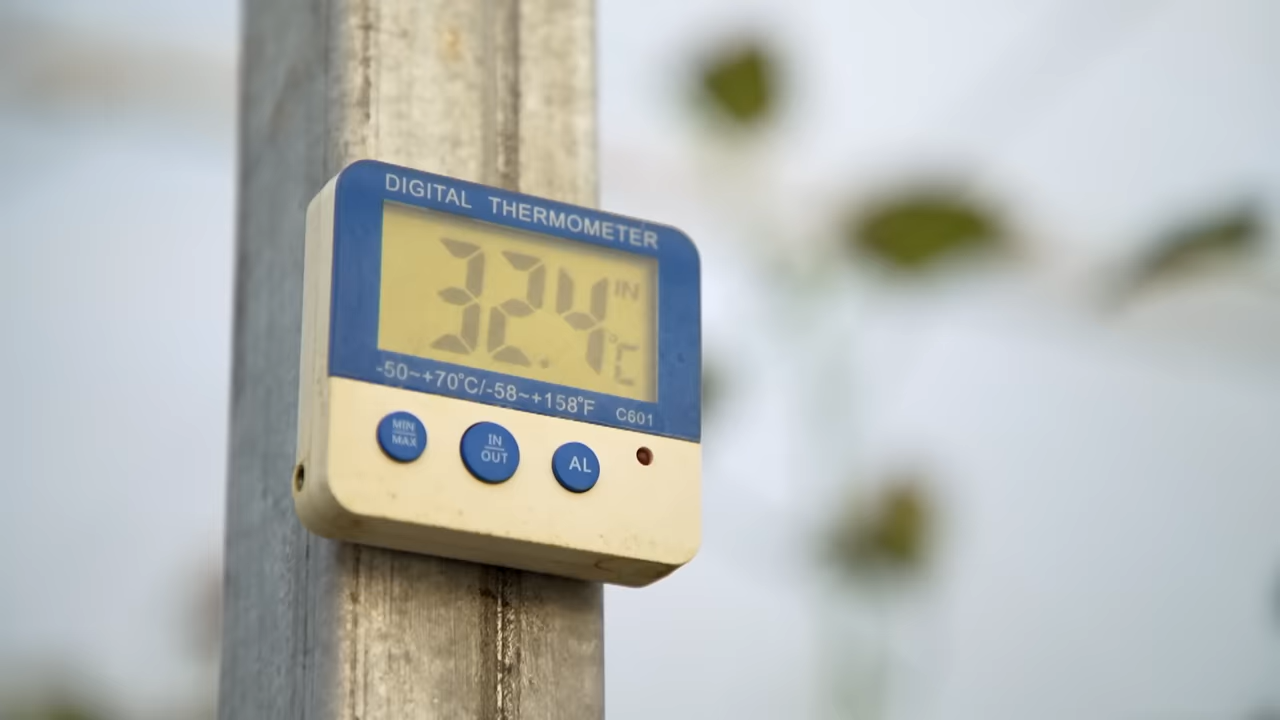 DIGITAL THERMOMETER
32.4 IN °C
-50~+70°C/-58~+158°F C601
MIN
MAX
IN
OUT
AL